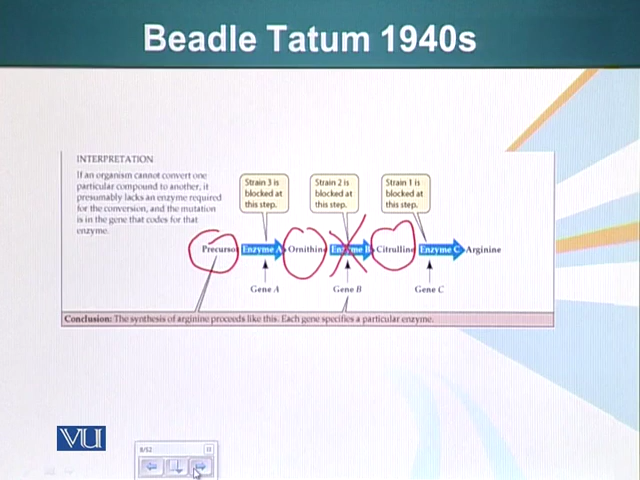 Beadle Tatum 1940s
INTERPRETATION
If an organism cannot convert one
particular compound to another, it
presumably lacks an enzyme required
for the conversion, and the mutation
is in the gene that codes for that
enzyme.
Strain 3 is
blocked at
this step.
Strain 2 is
blocked at
this step.
Strain 1 is
blocked at
this step.
Precursor Enzyme A Ornithine Enzyme B Citrulline Enzyme C Arginine
Gene A Gene B Gene C
Conclusion: The synthesis of arginine proceeds like this. Each gene specifies a particular enzyme.
VU
8/52